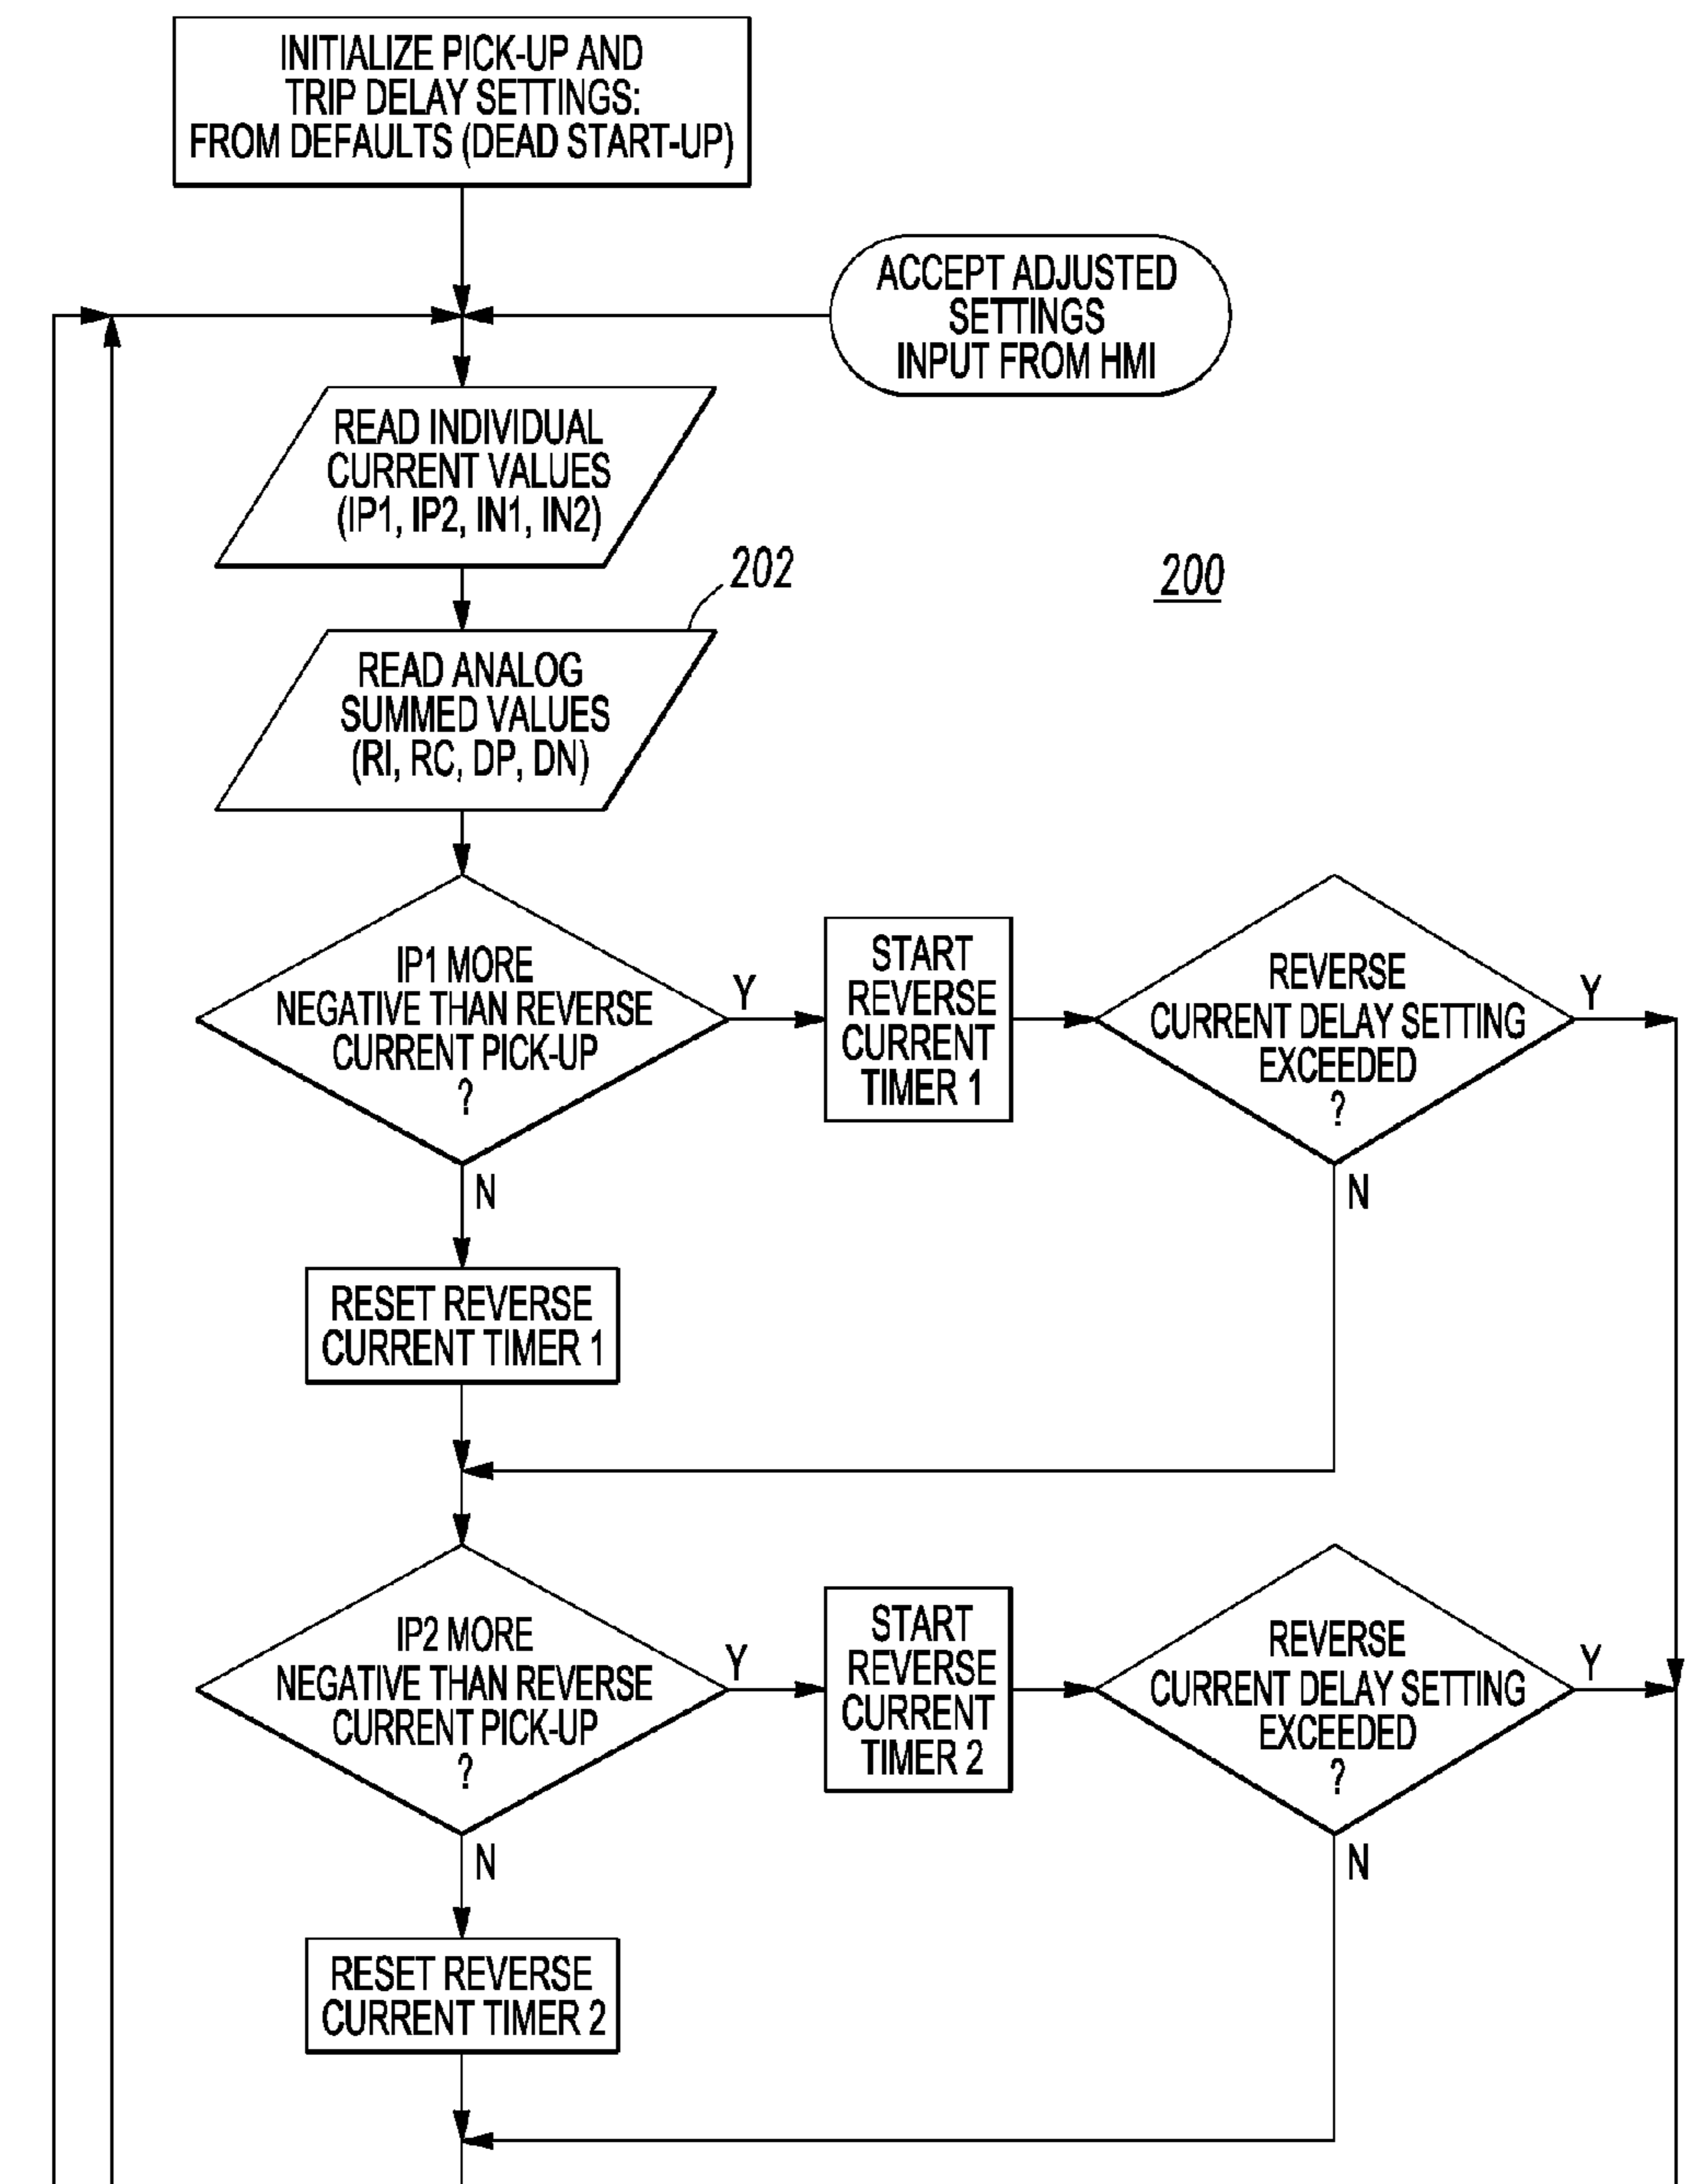 INITIALIZE PICK-UP AND
TRIP DELAY SETTINGS:
FROM DEFAULTS (DEAD START-UP)
ACCEPT ADJUSTED
SETTINGS
INPUT FROM HMI
READ INDIVIDUAL
CURRENT VALUES
(IP1, IP2, IN1, IN2)
202
200
READ ANALOG
SUMMED VALUES
(RI, RC, DP, DN)
IP1 MORE
NEGATIVE THAN REVERSE
CURRENT PICK-UP
?
Y
START
REVERSE
CURRENT
TIMER 1
REVERSE
CURRENT DELAY SETTING
EXCEEDED
?
Y
N
N
RESET REVERSE
CURRENT TIMER 1
IP2 MORE
NEGATIVE THAN REVERSE
CURRENT PICK-UP
?
Y
START
REVERSE
CURRENT
TIMER 2
REVERSE
CURRENT DELAY SETTING
EXCEEDED
?
Y
N
N
RESET REVERSE
CURRENT TIMER 2